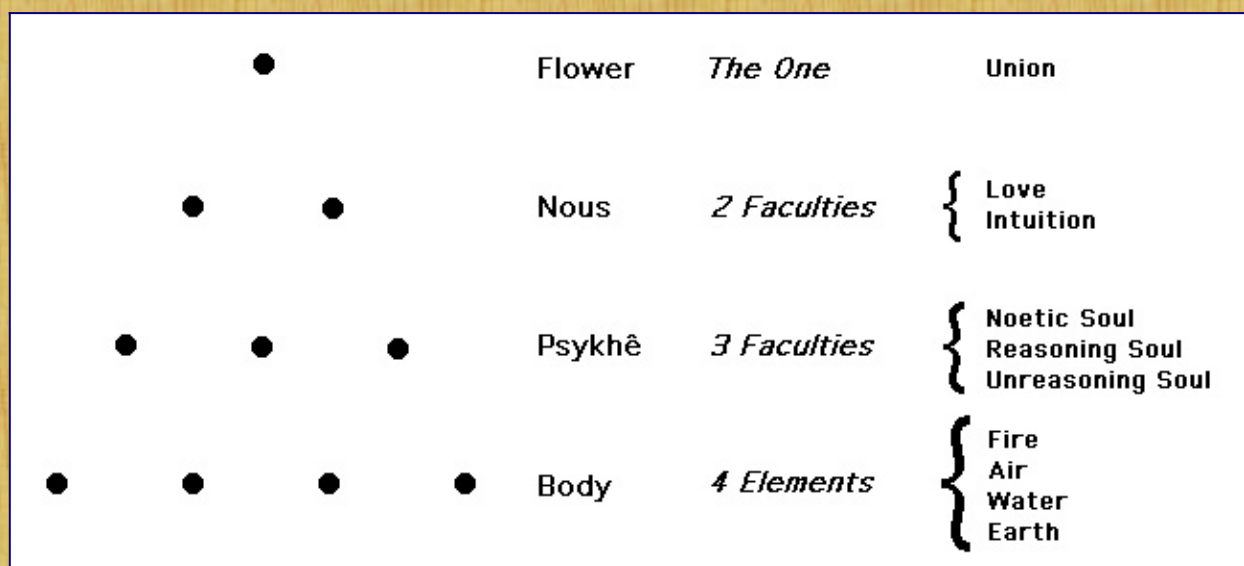 Flower The One Union
Nous 2 Faculties Love
Intuition
Psykhê 3 Faculties Noetic Soul
Reasoning Soul
Unreasoning Soul
Body 4 Elements Fire
Air
Water
Earth